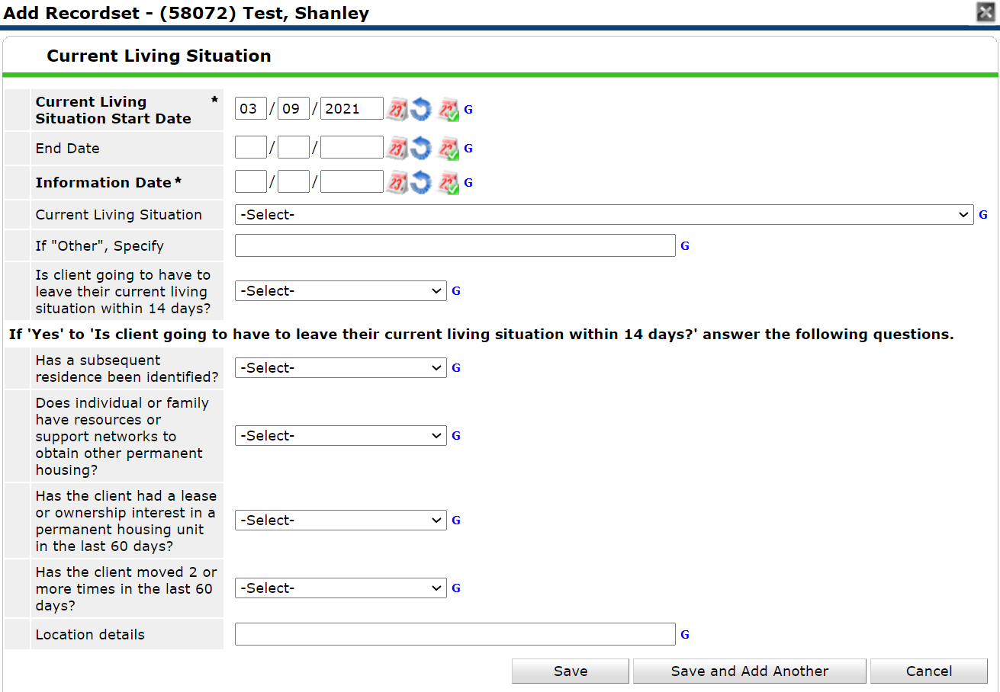 Add Recordset - (58072) Test, Shanley
Current Living Situation
Current Living * 03 / 09 / 2021 23 23 G
Situation Start Date
End Date / / 23 23 G
Information Date* / / 23 23 G
Current Living Situation -Select- G
If "Other", Specify G
Is client going to have to
leave their current living -Select- G
situation within 14 days?
If 'Yes' to 'Is client going to have to leave their current living situation within 14 days?' answer the following questions.
Has a subsequent -Select- G
residence been identified?
Does individual or family
have resources or
support networks to -Select- G
obtain other permanent
housing?
Has the client had a lease
or ownership interest in a -Select- G
permanent housing unit
in the last 60 days?
Has the client moved 2 or
more times in the last 60 -Select- G
days?
Location details G
Save Save and Add Another Cancel